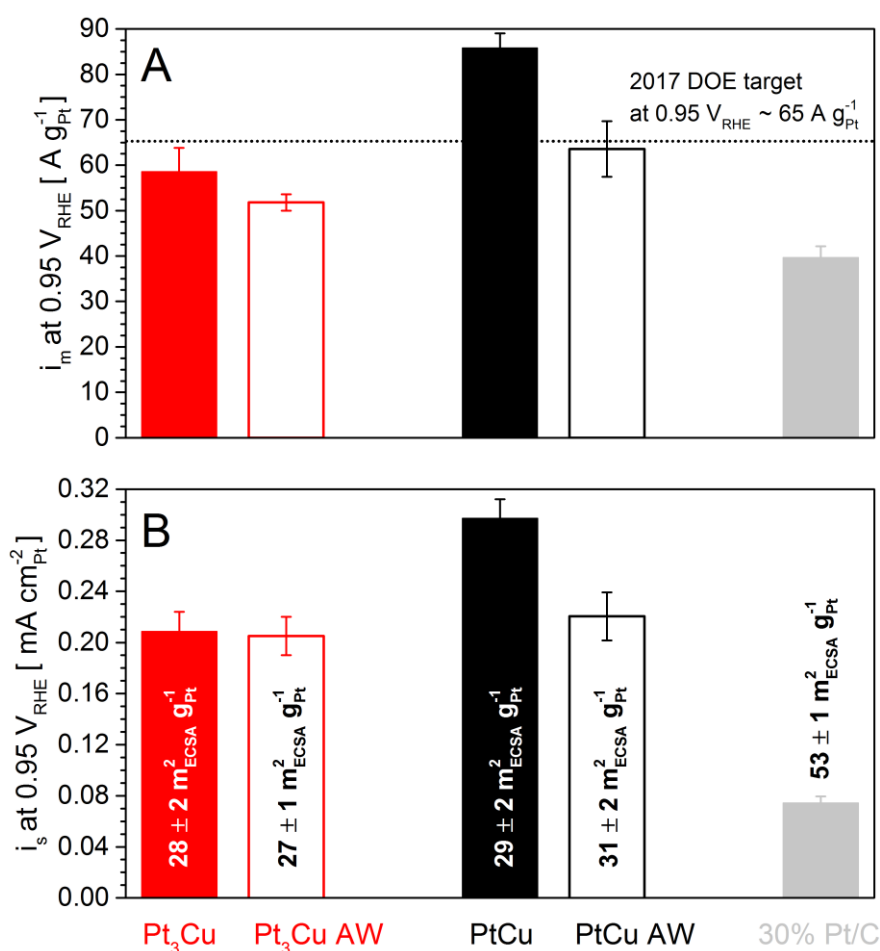 A
i_m at 0.95 V_RHE [ A g_Pt^-1 ]
90
80
70
60
50
40
30
20
10
0
2017 DOE target
at 0.95 V_RHE ~ 65 A g_Pt^-1
B
i_s at 0.95 V_RHE [ mA cm_Pt^-2 ]
0.32
0.28
0.24
0.20
0.16
0.12
0.08
0.04
0.00
28 ± 2 m²_ECSA g_Pt^-1
27 ± 1 m²_ECSA g_Pt^-1
29 ± 2 m²_ECSA g_Pt^-1
31 ± 2 m²_ECSA g_Pt^-1
53 ± 1 m²_ECSA g_Pt^-1
Pt₃Cu
Pt₃Cu AW
PtCu
PtCu AW
30% Pt/C